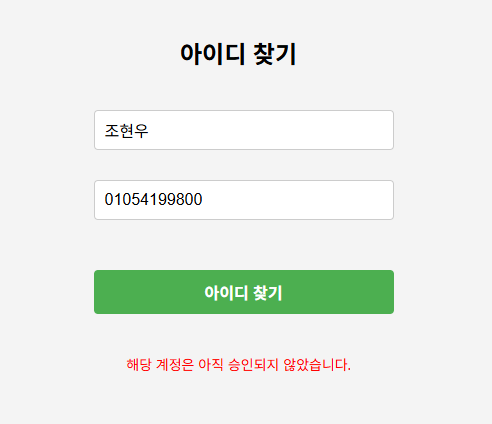 아이디 찾기
조현우
01054199800
아이디 찾기
해당 계정은 아직 승인되지 않았습니다.